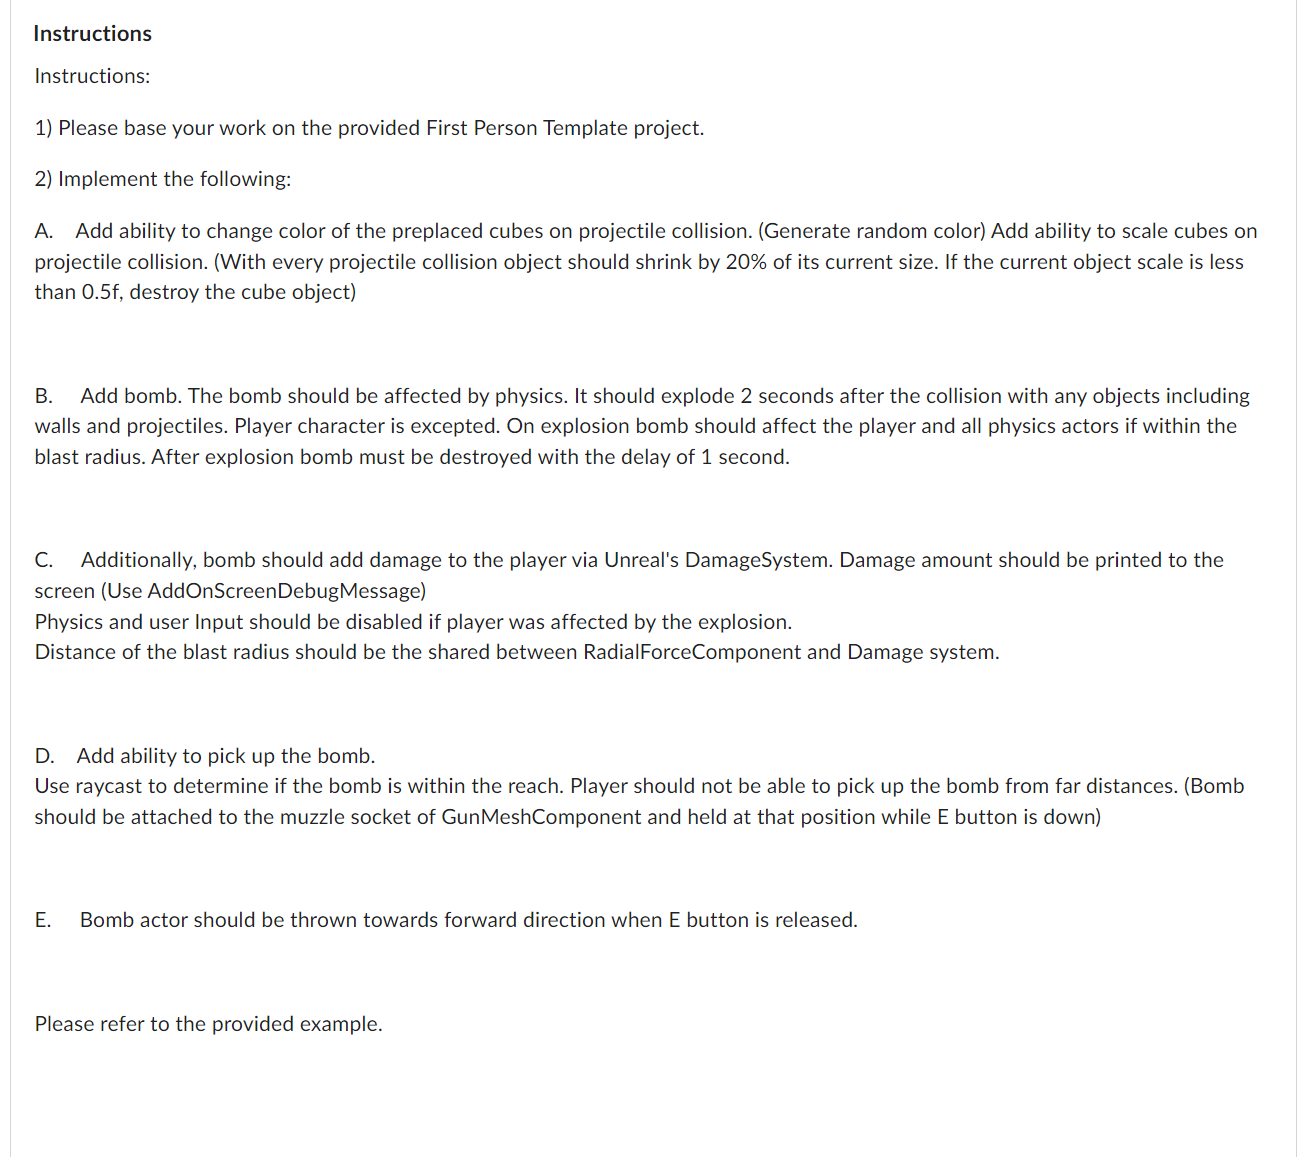 Instructions
Instructions:
1) Please base your work on the provided First Person Template project.
2) Implement the following:
A. Add ability to change color of the preplaced cubes on projectile collision. (Generate random color) Add ability to scale cubes on
projectile collision. (With every projectile collision object should shrink by 20% of its current size. If the current object scale is less
than 0.5f, destroy the cube object)
B. Add bomb. The bomb should be affected by physics. It should explode 2 seconds after the collision with any objects including
walls and projectiles. Player character is excepted. On explosion bomb should affect the player and all physics actors if within the
blast radius. After explosion bomb must be destroyed with the delay of 1 second.
C. Additionally, bomb should add damage to the player via Unreal's DamageSystem. Damage amount should be printed to the
screen (Use AddOnScreenDebugMessage)
Physics and user Input should be disabled if player was affected by the explosion.
Distance of the blast radius should be the shared between RadialForceComponent and Damage system.
D. Add ability to pick up the bomb.
Use raycast to determine if the bomb is within the reach. Player should not be able to pick up the bomb from far distances. (Bomb
should be attached to the muzzle socket of GunMeshComponent and held at that position while E button is down)
E. Bomb actor should be thrown towards forward direction when E button is released.
Please refer to the provided example.